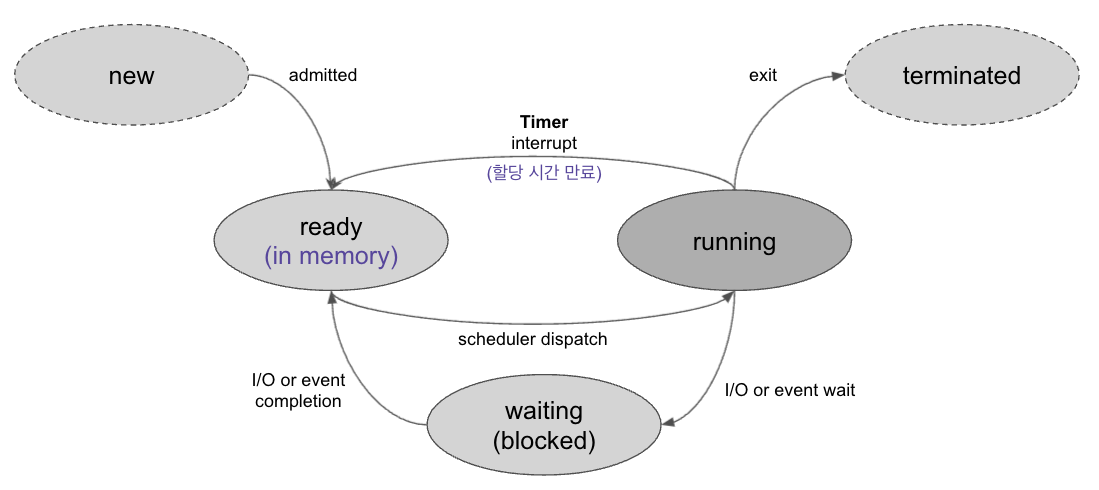 new
admitted
exit
terminated
Timer
interrupt
(할당 시간 만료)
ready
(in memory)
running
scheduler dispatch
I/O or event
completion
waiting
(blocked)
I/O or event wait